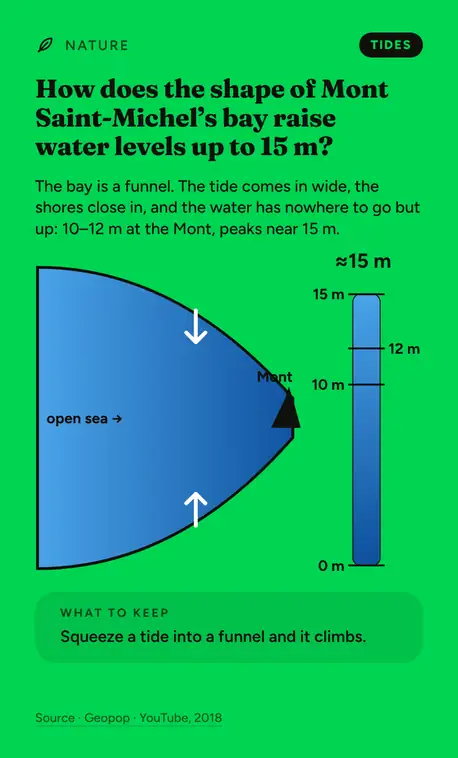 NATURE
TIDES
How does the shape of Mont
Saint-Michel’s bay raise
water levels up to 15 m?
The bay is a funnel. The tide comes in wide, the
shores close in, and the water has nowhere to go but
up: 10–12 m at the Mont, peaks near 15 m.
≈15 m
15 m
12 m
Mont
10 m
open sea →
0 m
WHAT TO KEEP
Squeeze a tide into a funnel and it climbs.
Source · Geopop · YouTube, 2018